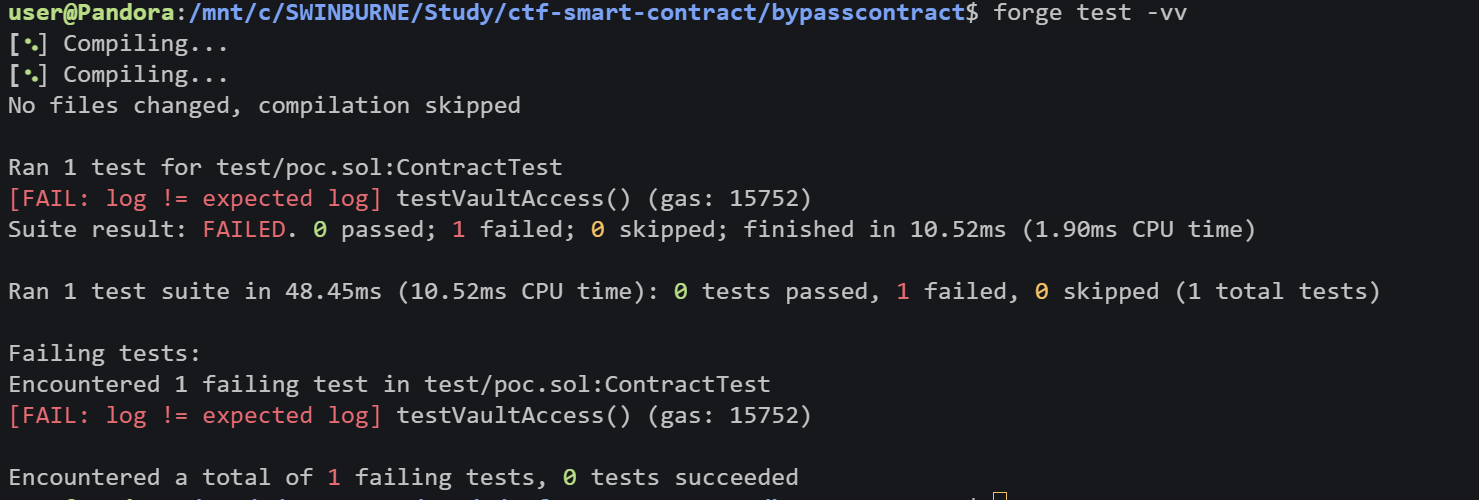 user@Pandora:/mnt/c/SWINBURNE/Study/ctf-smart-contract/bypasscontract$ forge test -vv
[⠢] Compiling...
[⠢] Compiling...
No files changed, compilation skipped
Ran 1 test for test/poc.sol:ContractTest
[FAIL: log != expected log] testVaultAccess() (gas: 15752)
Suite result: FAILED. 0 passed; 1 failed; 0 skipped; finished in 10.52ms (1.90ms CPU time)
Ran 1 test suite in 48.45ms (10.52ms CPU time): 0 tests passed, 1 failed, 0 skipped (1 total tests)
Failing tests:
Encountered 1 failing test in test/poc.sol:ContractTest
[FAIL: log != expected log] testVaultAccess() (gas: 15752)
Encountered a total of 1 failing tests, 0 tests succeeded